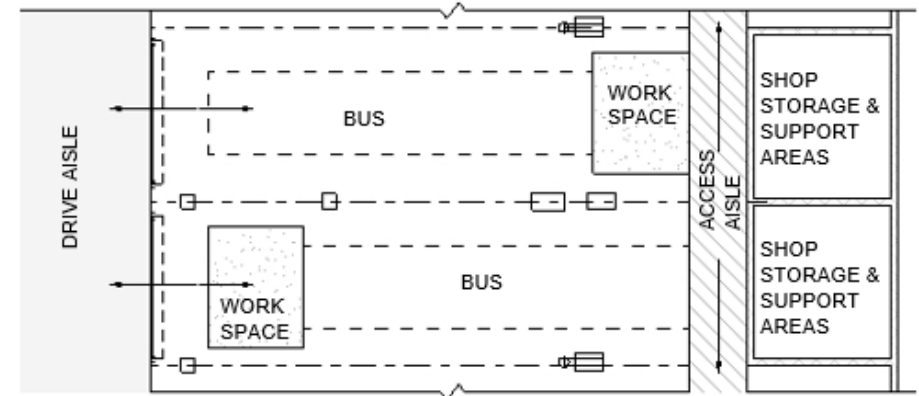 DRIVE AISLE
BUS
WORK
SPACE
BUS
WORK
SPACE
ACCESS
AISLE
SHOP
STORAGE &
SUPPORT
AREAS
SHOP
STORAGE &
SUPPORT
AREAS